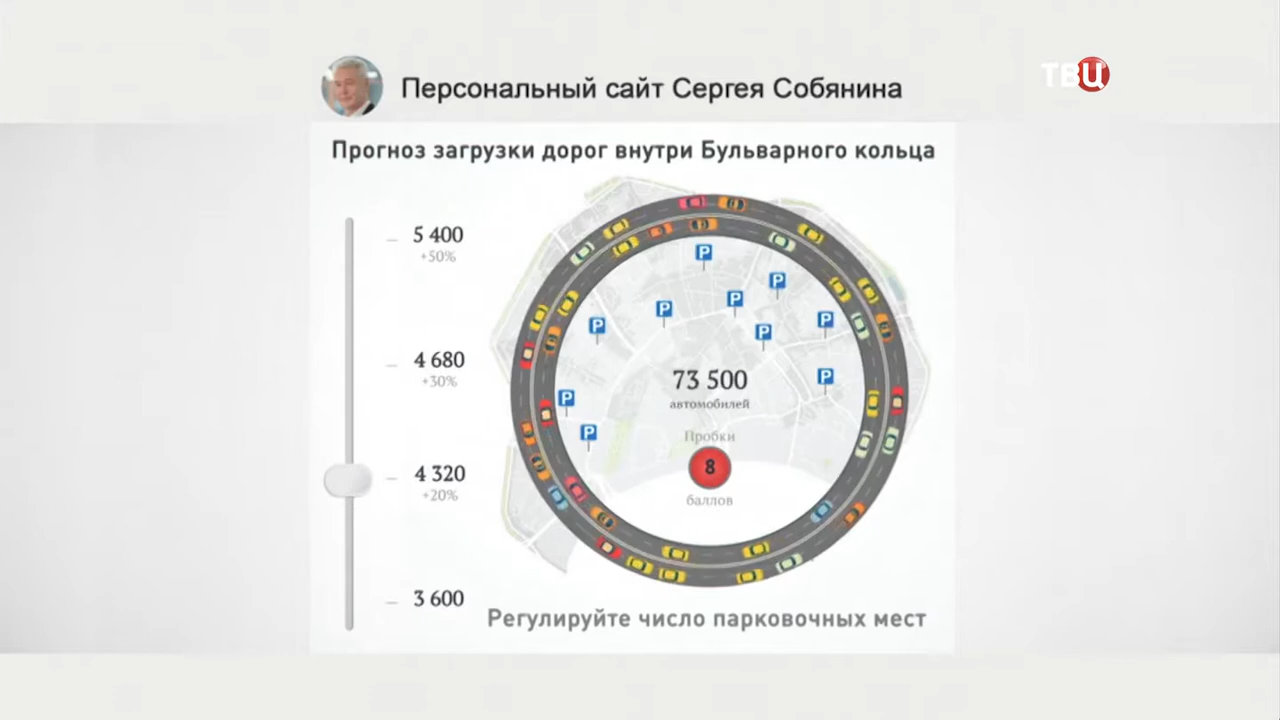 Персональный сайт Сергея Собянина
ТВЦ
Прогноз загрузки дорог внутри Бульварного кольца
5 400
+50%
4 680
+30%
4 320
+20%
3 600
P
P
P
P
P
P
P
P
P
P
73 500
автомобилей
Пробки
8
баллов
Регулируйте число парковочных мест